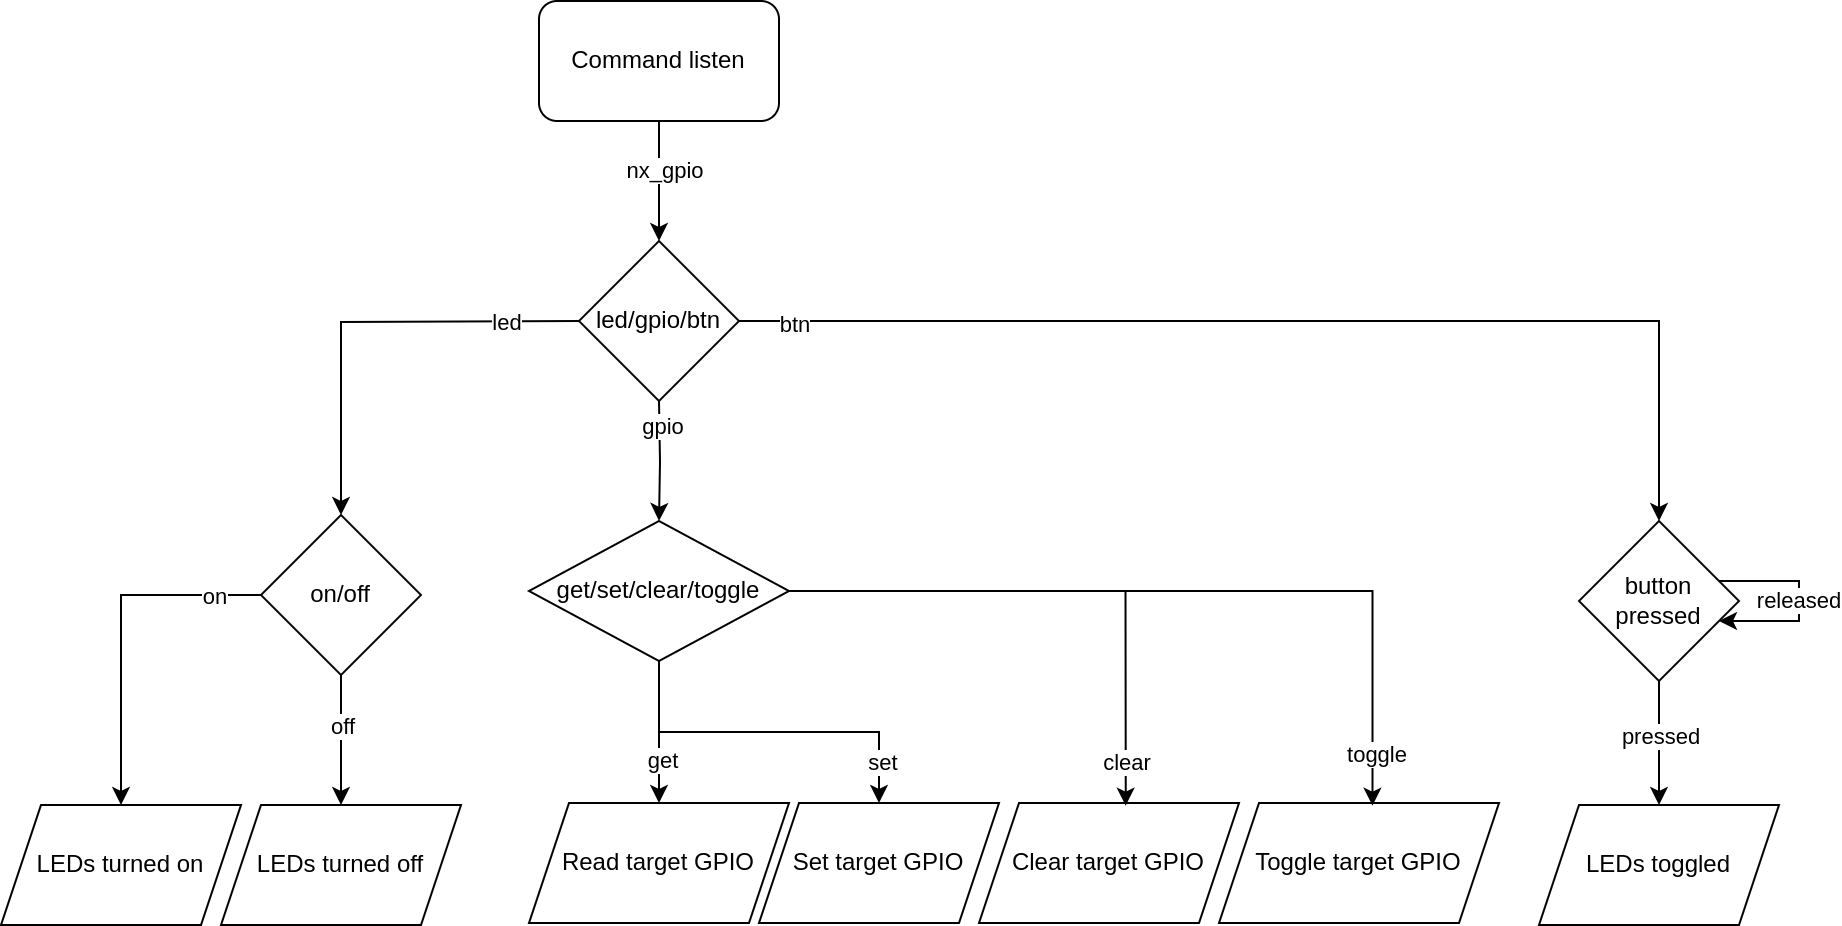 Command listen
nx_gpio
led/gpio/btn
led
btn
gpio
on/off
on
get/set/clear/toggle
button
pressed
released
off
pressed
get
set
clear
toggle
LEDs turned on
LEDs turned off
Read target GPIO
Set target GPIO
Clear target GPIO
Toggle target GPIO
LEDs toggled